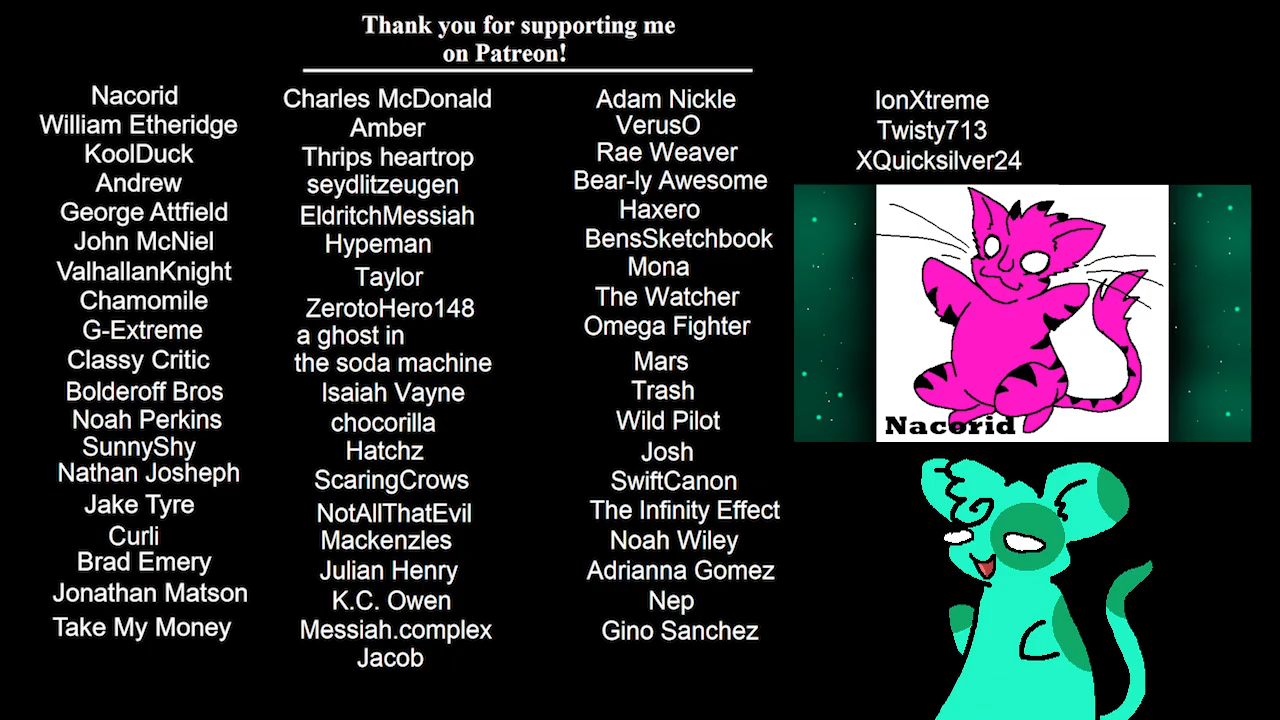 Thank you for supporting me
on Patreon!
Nacorid
William Etheridge
KoolDuck
Andrew
George Attfield
John McNiel
ValhallanKnight
Chamomile
G-Extreme
Classy Critic
Bolderoff Bros
Noah Perkins
SunnyShy
Nathan Josheph
Jake Tyre
Curli
Brad Emery
Jonathan Matson
Take My Money
Charles McDonald
Amber
Thrips heartrop
seydlitzeugen
EldritchMessiah
Hypeman
Taylor
ZerotoHero148
a ghost in
the soda machine
Isaiah Vayne
chocorilla
Hatchz
ScaringCrows
NotAllThatEvil
Mackenzles
Julian Henry
K.C. Owen
Messiah.complex
Jacob
Adam Nickle
VerusO
Rae Weaver
Bear-ly Awesome
Haxero
BensSketchbook
Mona
The Watcher
Omega Fighter
Mars
Trash
Wild Pilot
Josh
SwiftCanon
The Infinity Effect
Noah Wiley
Adrianna Gomez
Nep
Gino Sanchez
IonXtreme
Twisty713
XQuicksilver24
Nacorid